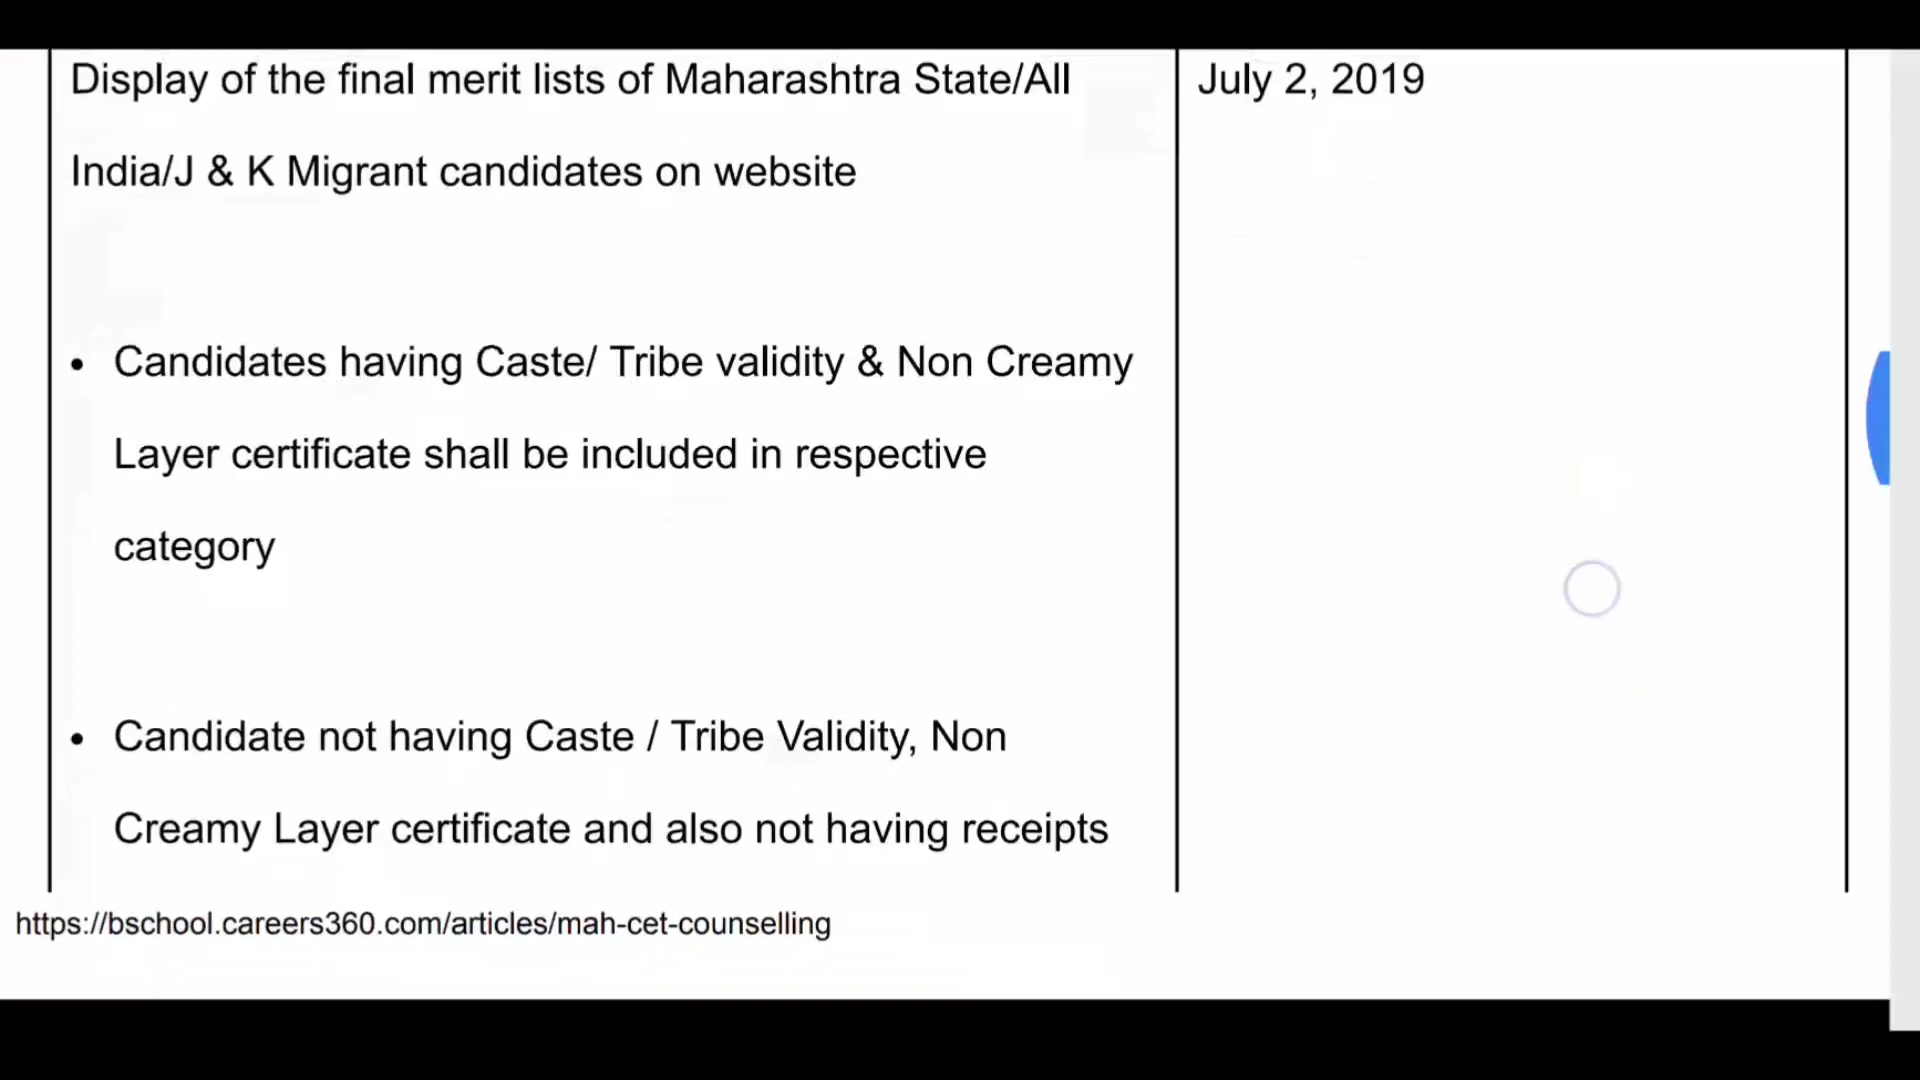 Display of the final merit lists of Maharashtra State/All
July 2, 2019
India/J & K Migrant candidates on website
• Candidates having Caste/ Tribe validity & Non Creamy
Layer certificate shall be included in respective
category
• Candidate not having Caste / Tribe Validity, Non
Creamy Layer certificate and also not having receipts
https://bschool.careers360.com/articles/mah-cet-counselling